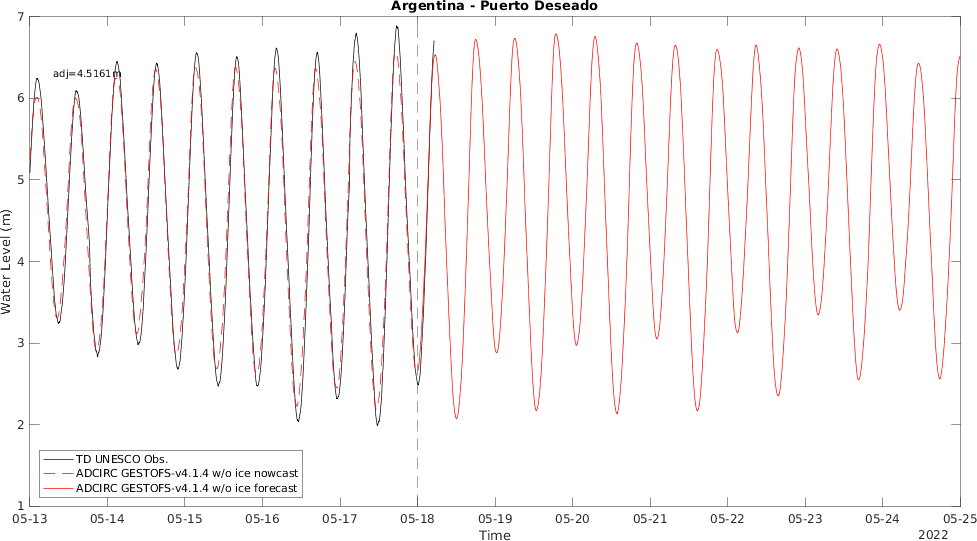 Argentina - Puerto Deseado
7
6
5
4
3
2
1
Water Level (m)
adj=4.5161m
TD UNESCO Obs.
ADCIRC GESTOFS-v4.1.4 w/o ice nowcast
ADCIRC GESTOFS-v4.1.4 w/o ice forecast
05-13 05-14 05-15 05-16 05-17 05-18 05-19 05-20 05-21 05-22 05-23 05-24 05-25
Time
2022